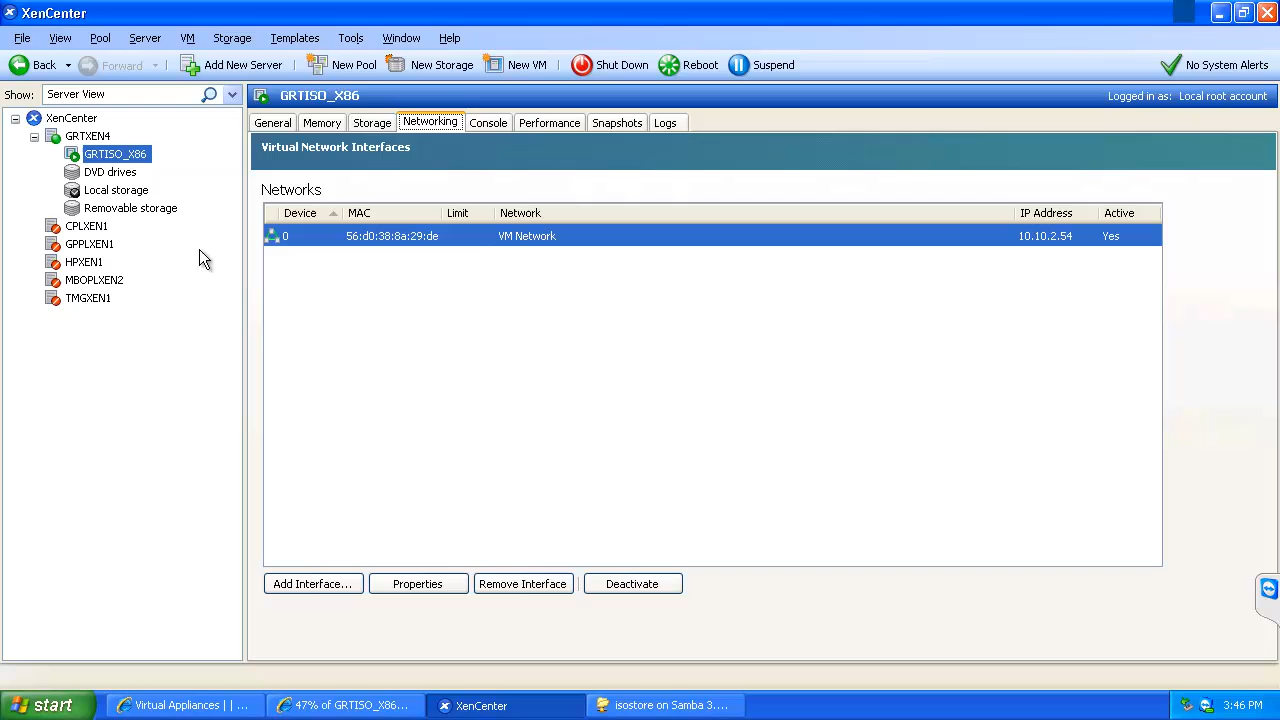 XenCenter
File View Pool Server VM Storage Templates Tools Window Help
Back Forward Add New Server New Pool New Storage New VM Shut Down Reboot Suspend No System Alerts
Show: Server View
GRTISO_X86 Logged in as: Local root account
XenCenter
GRTXEN4
GRTISO_X86
DVD drives
Local storage
Removable storage
CPLXEN1
GPPLXEN1
HPXEN1
MBOPLXEN2
TMGXEN1
General Memory Storage Networking Console Performance Snapshots Logs
Virtual Network Interfaces
Networks
Device MAC Limit Network IP Address Active
0 56:d0:38:8a:29:de VM Network 10.10.2.54 Yes
Add Interface... Properties Remove Interface Deactivate
start Virtual Appliances | | ... 47% of GRTISO_X86... XenCenter isostore on Samba 3.... 3:46 PM